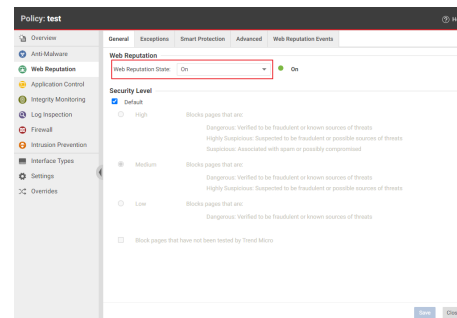 Policy: test
Overview
Anti-Malware
Web Reputation
Application Control
Integrity Monitoring
Log Inspection
Firewall
Intrusion Prevention
Interface Types
Settings
Overrides
General Exceptions Smart Protection Advanced Web Reputation Events
Web Reputation
Web Reputation State: On On
Security Level
Default
High Blocks pages that are:
Dangerous: Verified to be fraudulent or known sources of threats
Highly Suspicious: Suspected to be fraudulent or possible sources of threats
Suspicious: Associated with spam or possibly compromised
Medium Blocks pages that are:
Dangerous: Verified to be fraudulent or known sources of threats
Highly Suspicious: Suspected to be fraudulent or possible sources of threats
Low Blocks pages that are:
Dangerous: Verified to be fraudulent or known sources of threats
Block pages that have not been tested by Trend Micro
Save Clos